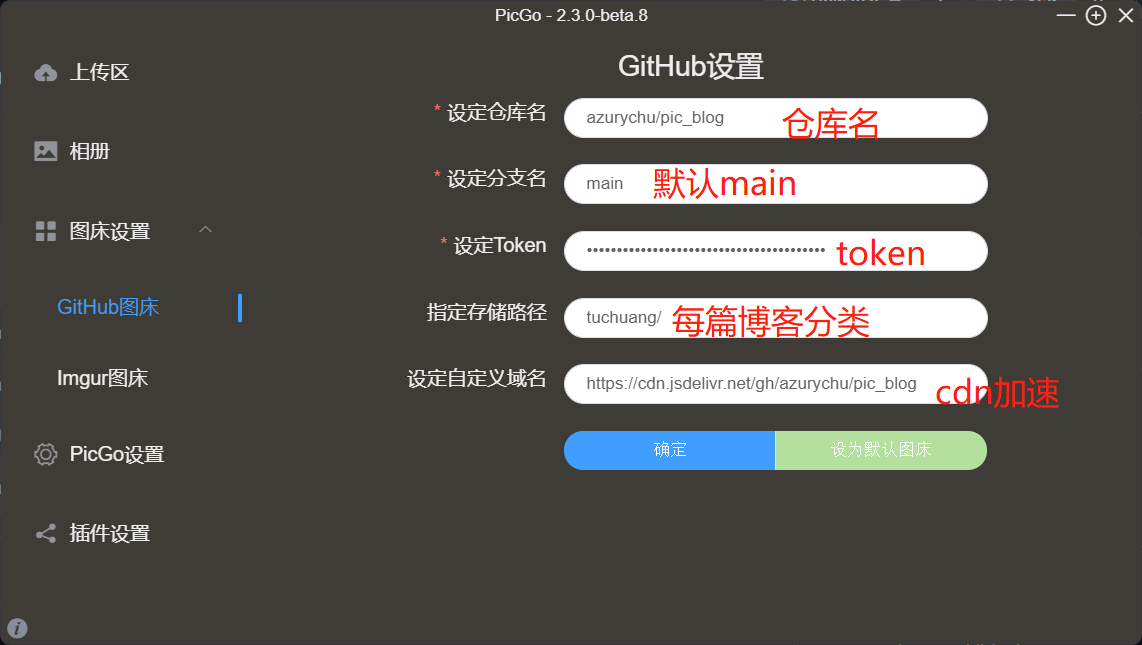 PicGo - 2.3.0-beta.8
上传区
相册
图床设置
GitHub图床
Imgur图床
PicGo设置
插件设置
GitHub设置
* 设定仓库名 azurychu/pic_blog 仓库名
* 设定分支名 main 默认main
* 设定Token •••••••••••••••••••••••••••••••••••••••• token
指定存储路径 tuchuang/ 每篇博客分类
设定自定义域名 https://cdn.jsdelivr.net/gh/azurychu/pic_blog cdn加速
确定 设为默认图床